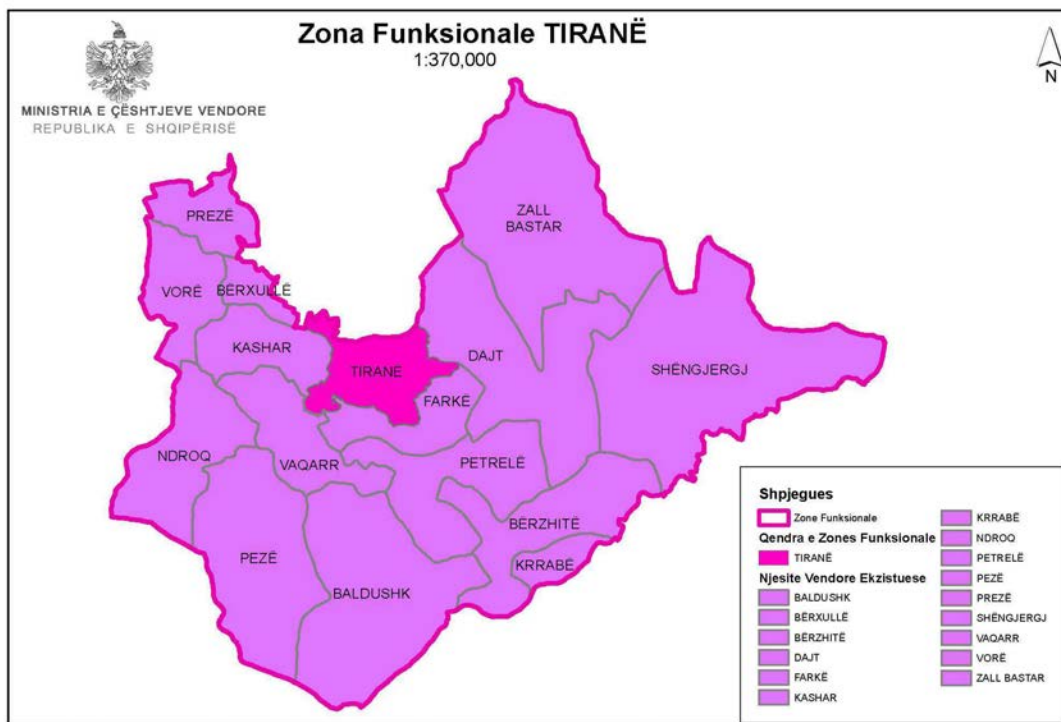 Zona Funksionale TIRANË
1:370,000
MINISTRIA E ÇËSHTJEVE VENDORE
REPUBLIKA E SHQIPËRISË
N
ZALL
BASTAR
PREZË
VORË
BËRXULLË
KASHAR
DAJT
TIRANË
SHËNGJERGJ
FARKË
NDROQ
VAQARR
PETRELË
BËRZHITË
PEZË
KRRABË
BALDUSHK
Shpjegues
Zone Funksionale
Qendra e Zones Funksionale
TIRANË
Njesite Vendore Ekzistuese
BALDUSHK
BËRXULLË
BËRZHITË
DAJT
FARKË
KASHAR
KRRABË
NDROQ
PETRELË
PEZË
PREZË
SHËNGJERGJ
VAQARR
VORË
ZALL BASTAR